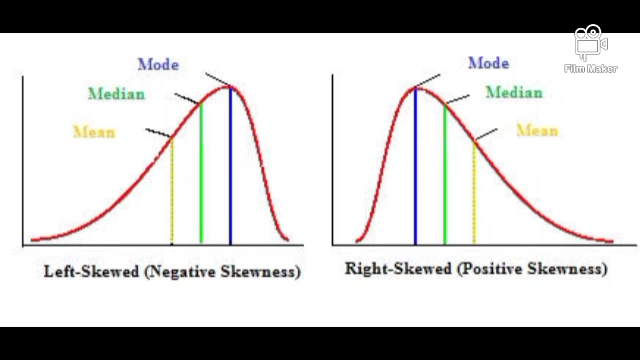 Film Maker
Mode
Median
Mean
Left-Skewed (Negative Skewness)
Mode
Median
Mean
Right-Skewed (Positive Skewness)